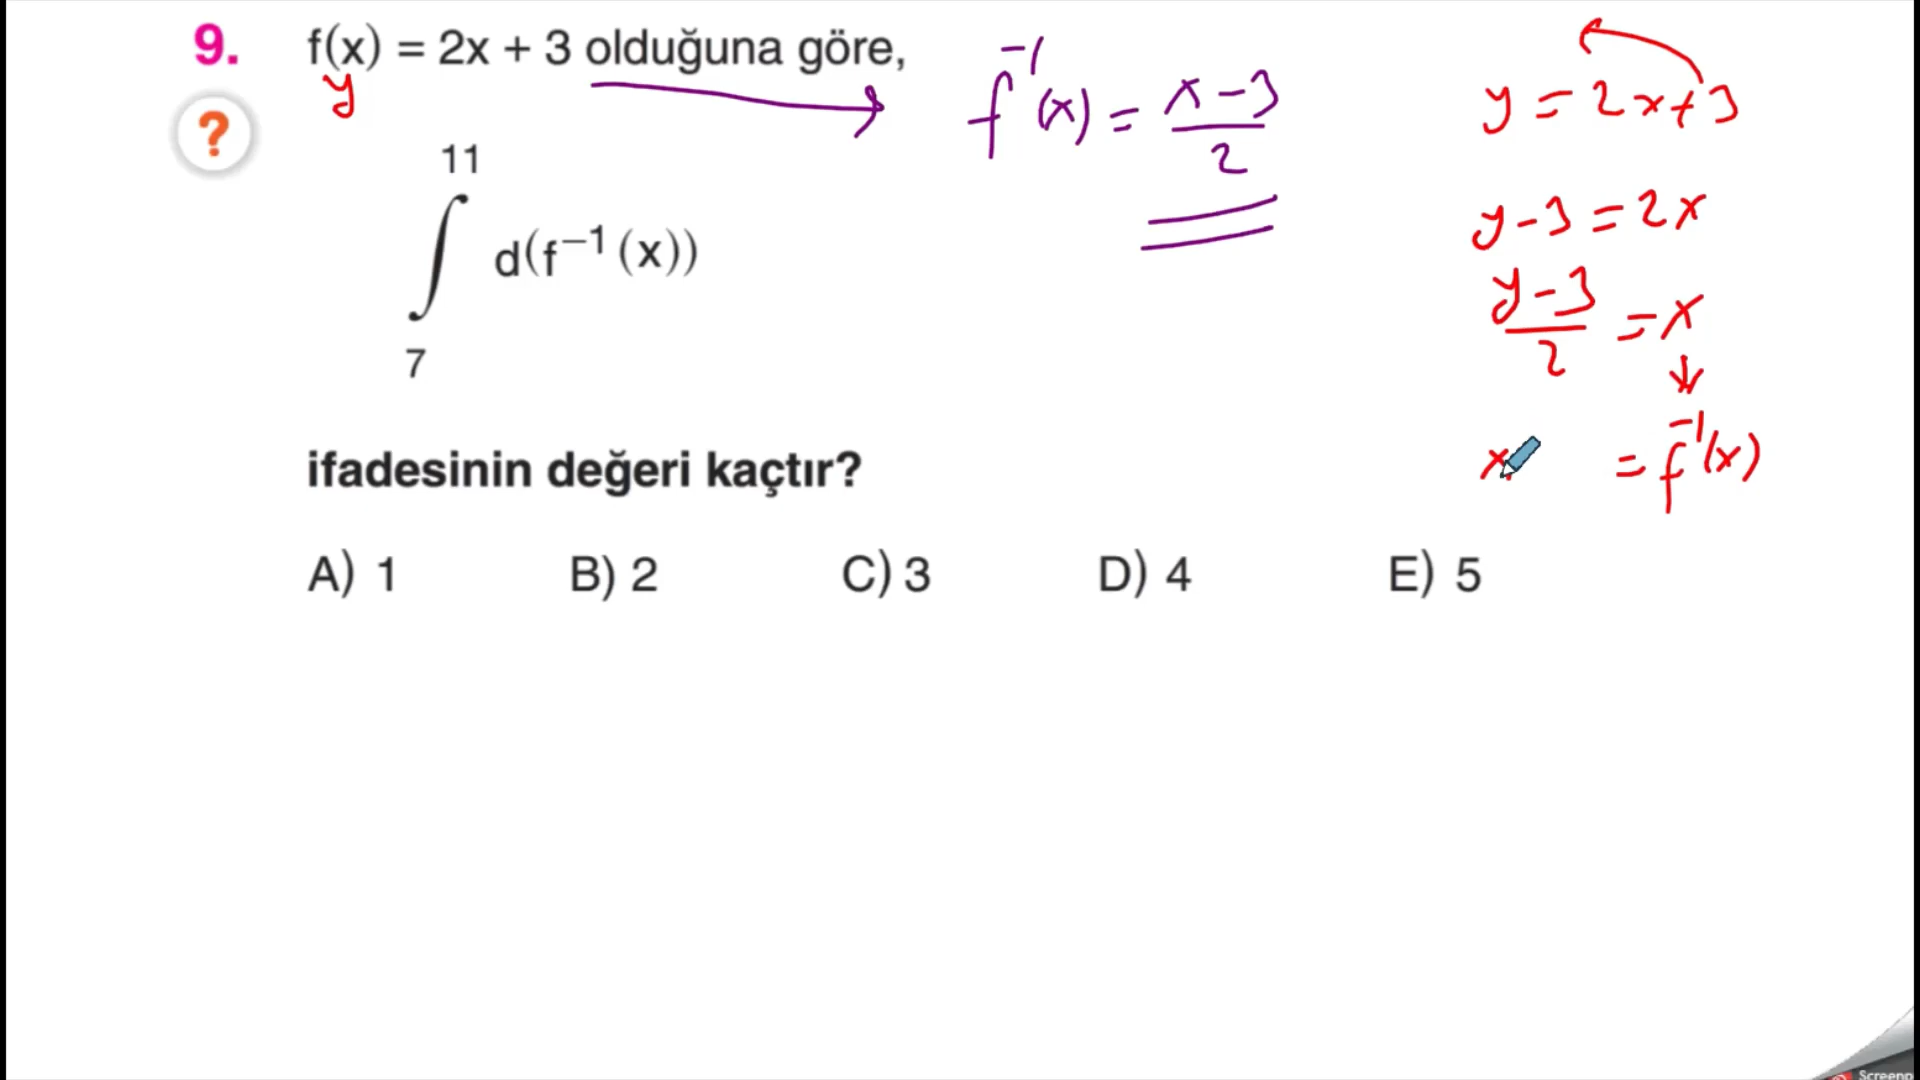 9. f(x) = 2x + 3 olduğuna göre,
y
?
11
∫ d(f⁻¹(x))
7
ifadesinin değeri kaçtır?
A) 1 B) 2 C) 3 D) 4 E) 5
f⁻¹(x) = x-3
2
y = 2x+3
y-3 = 2x
y-3 = x
2
x = f⁻¹(x)